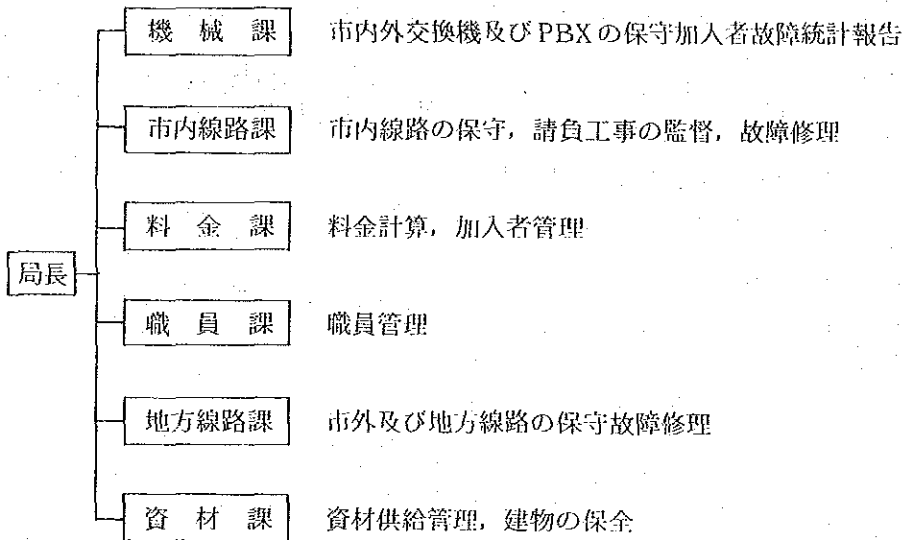 機械課 市内外交換機及びPBXの保守加入者故障統計報告
市内線路課 市内線路の保守，請負工事の監督，故障修理
料金課 料金計算，加入者管理
局長
職員課 職員管理
地方線路課 市外及び地方線路の保守故障修理
資材課 資材供給管理，建物の保全